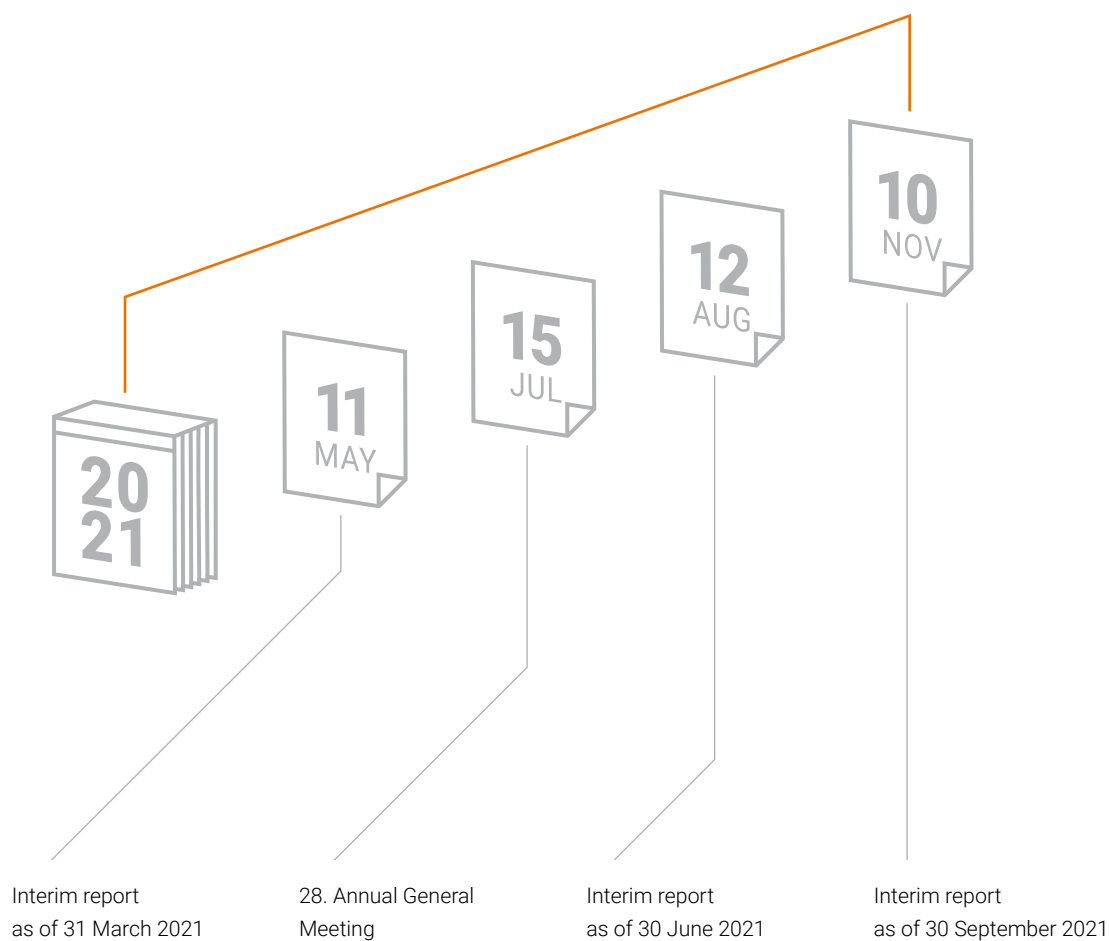 10
NOV
12
AUG
15
JUL
11
MAY
20
21
Interim report
as of 31 March 2021
28. Annual General
Meeting
Interim report
as of 30 June 2021
Interim report
as of 30 September 2021